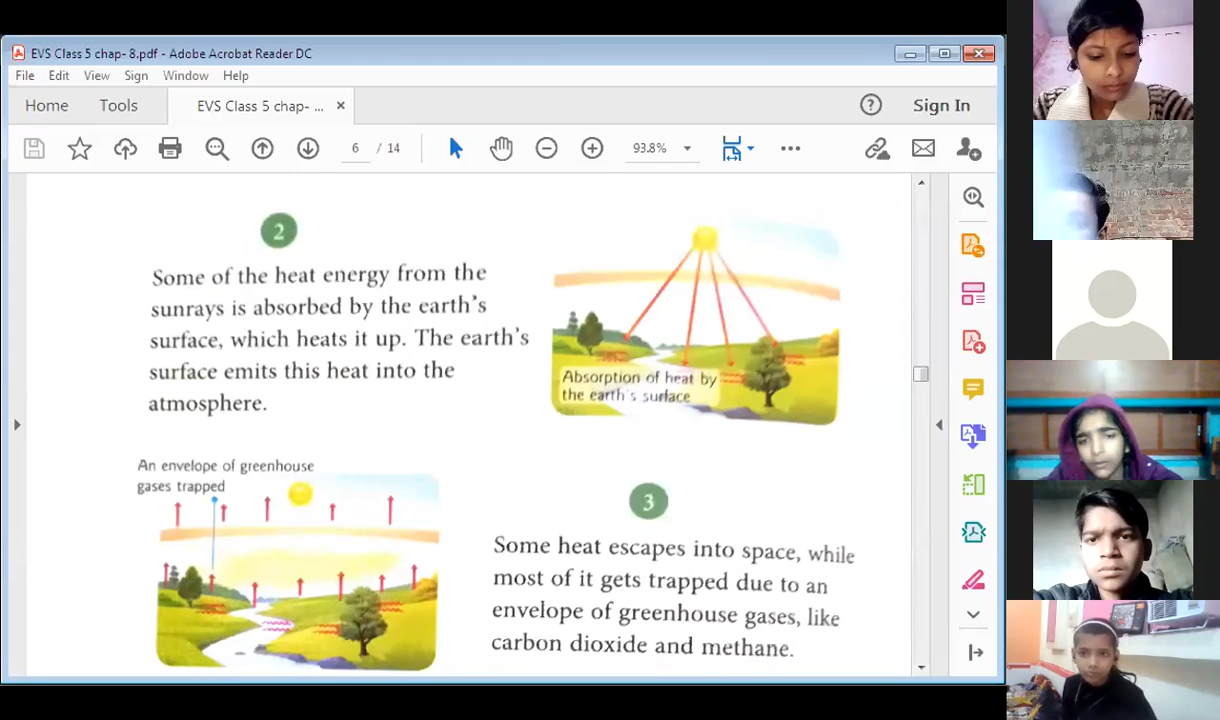 EVS Class 5 chap- 8.pdf - Adobe Acrobat Reader DC
File Edit View Sign Window Help
Home Tools EVS Class 5 chap- ... × ? Sign In
6 / 14 93.8%
2
Some of the heat energy from the
sunrays is absorbed by the earth's
surface, which heats it up. The earth's
surface emits this heat into the
atmosphere.
Absorption of heat by
the earth's surface
An envelope of greenhouse
gases trapped
3
Some heat escapes into space, while
most of it gets trapped due to an
envelope of greenhouse gases, like
carbon dioxide and methane.